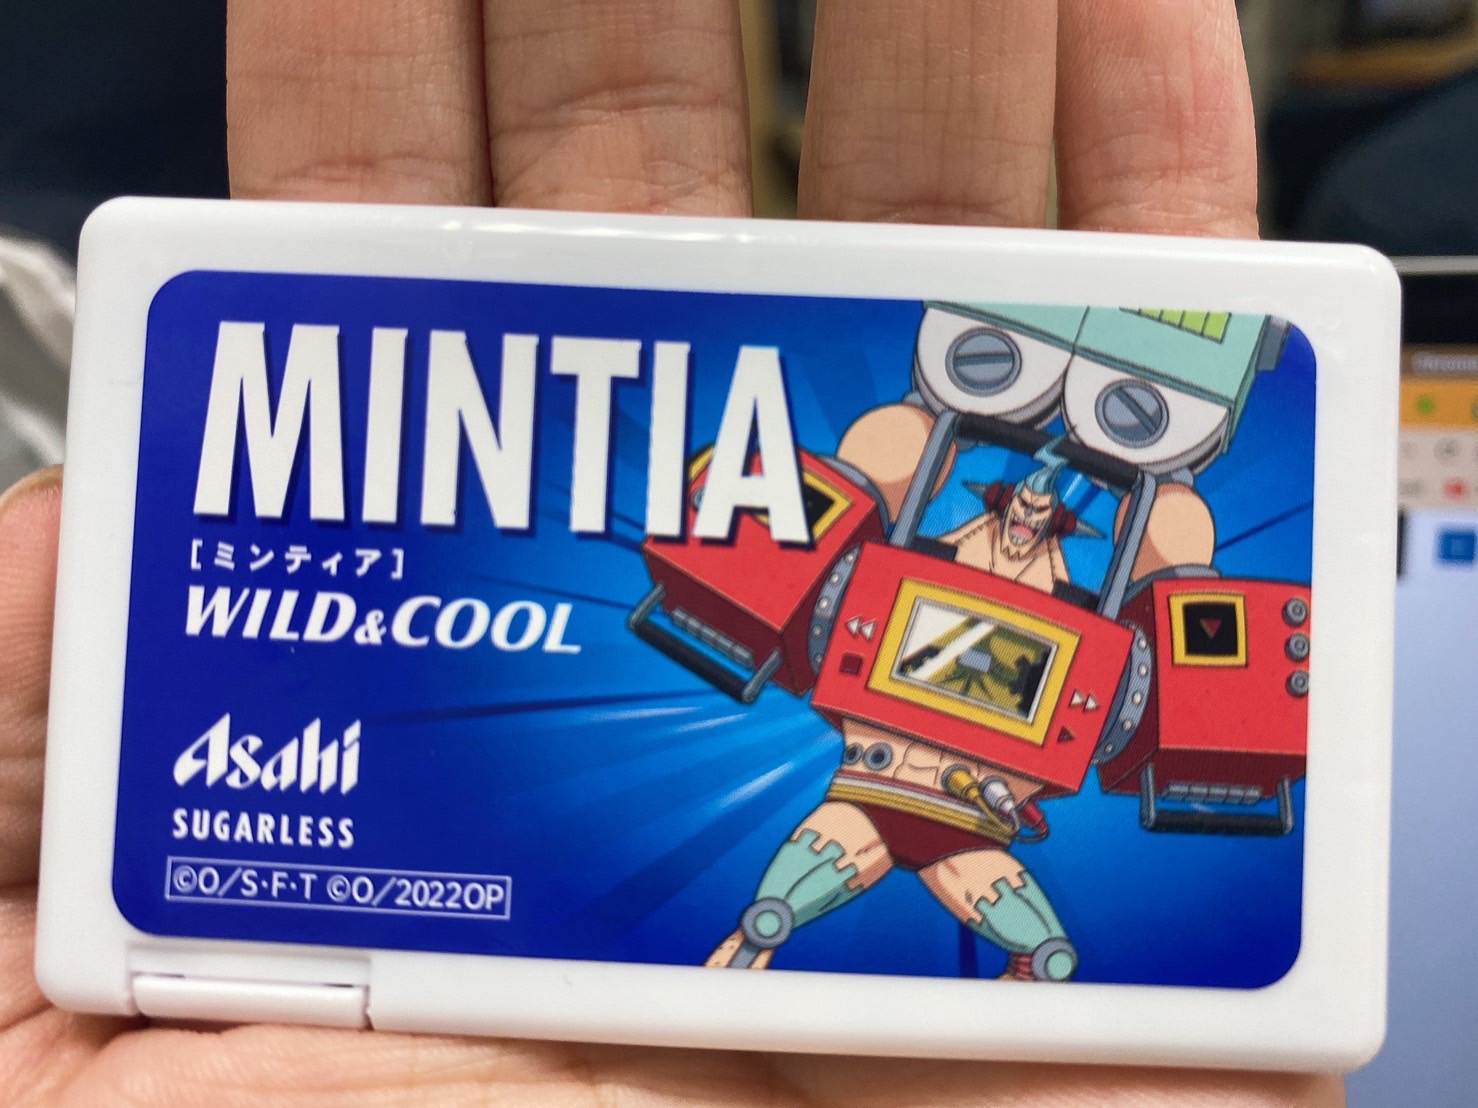 MINTIA
[ミンティア]
WILD&COOL
Asahi
SUGARLESS
©O/S·F·T ©O/2022OP